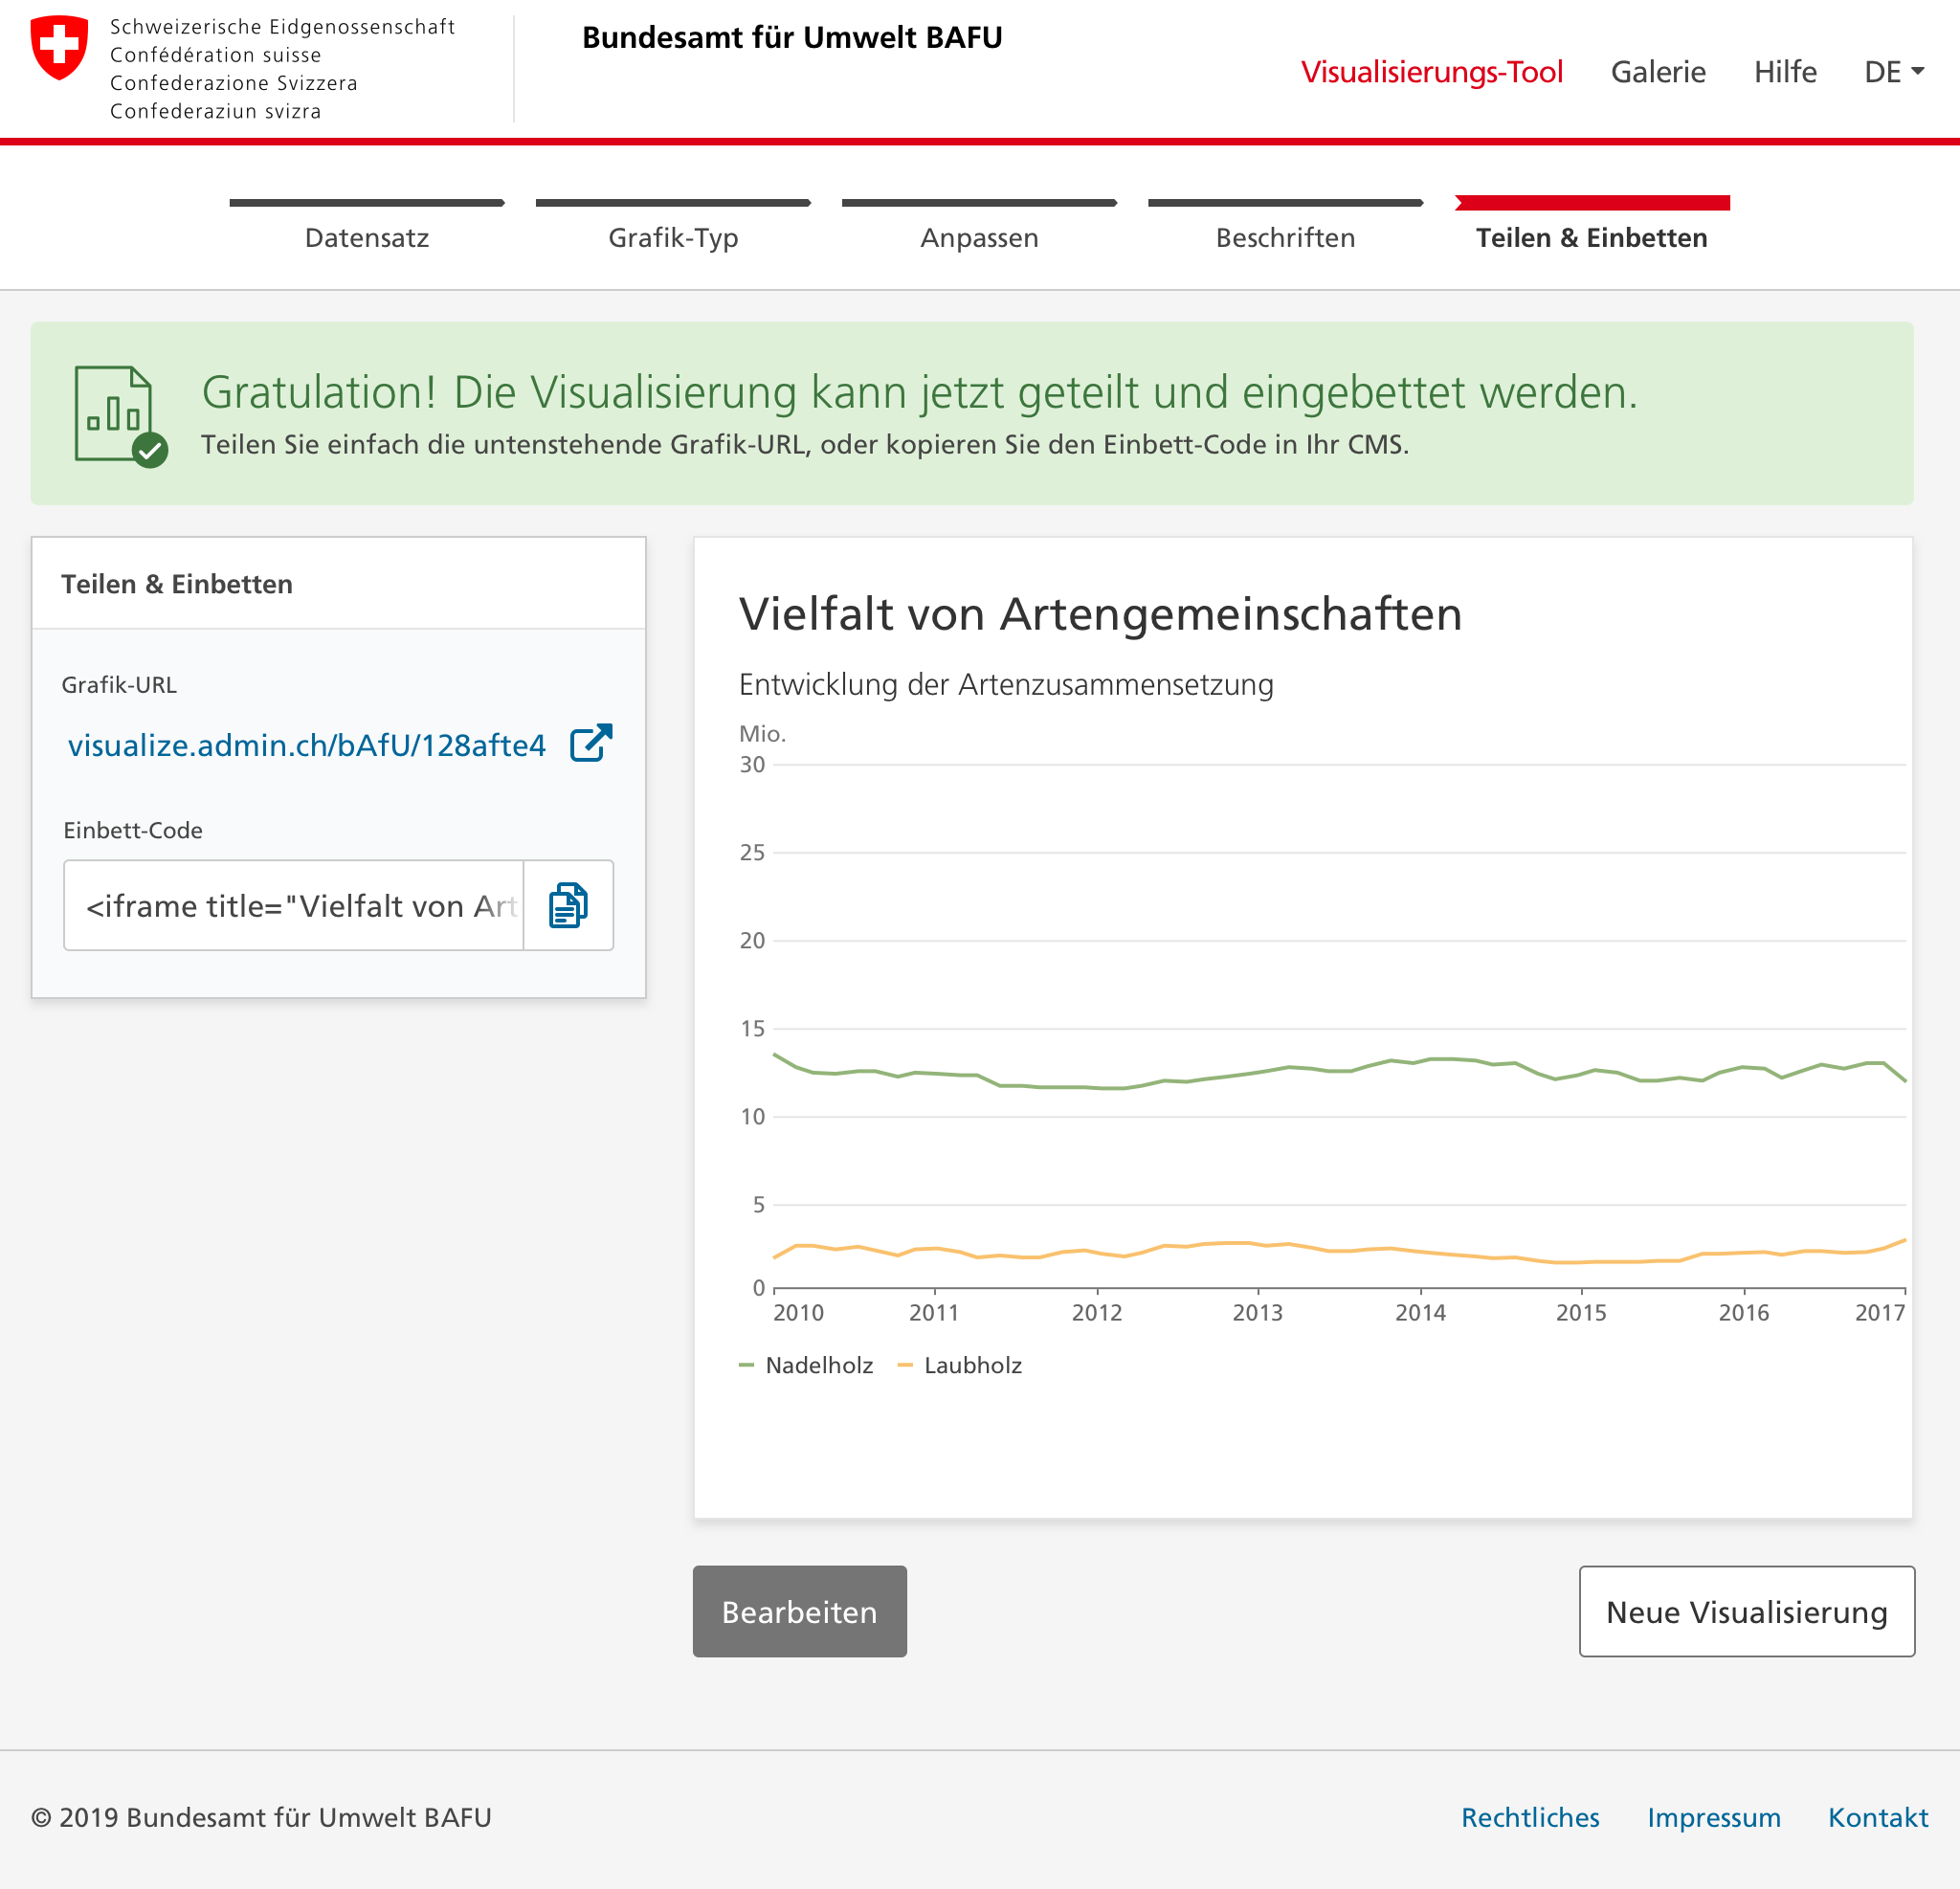 Schweizerische Eidgenossenschaft
Confédération suisse
Confederazione Svizzera
Confederaziun svizra
Bundesamt für Umwelt BAFU
Visualisierungs-Tool
Galerie
Hilfe
DE
Datensatz
Grafik-Typ
Anpassen
Beschriften
Teilen & Einbetten
Gratulation! Die Visualisierung kann jetzt geteilt und eingebettet werden.
Teilen Sie einfach die untenstehende Grafik-URL, oder kopieren Sie den Einbett-Code in Ihr CMS.
Teilen & Einbetten
Grafik-URL
visualize.admin.ch/bAfU/128afte4
Einbett-Code
<iframe title="Vielfalt von Art
Vielfalt von Artengemeinschaften
Entwicklung der Artenzusammensetzung
Mio.
30
25
20
15
10
5
0
2010 2011 2012 2013 2014 2015 2016 2017
Nadelholz Laubholz
Bearbeiten
Neue Visualisierung
© 2019 Bundesamt für Umwelt BAFU
Rechtliches
Impressum
Kontakt